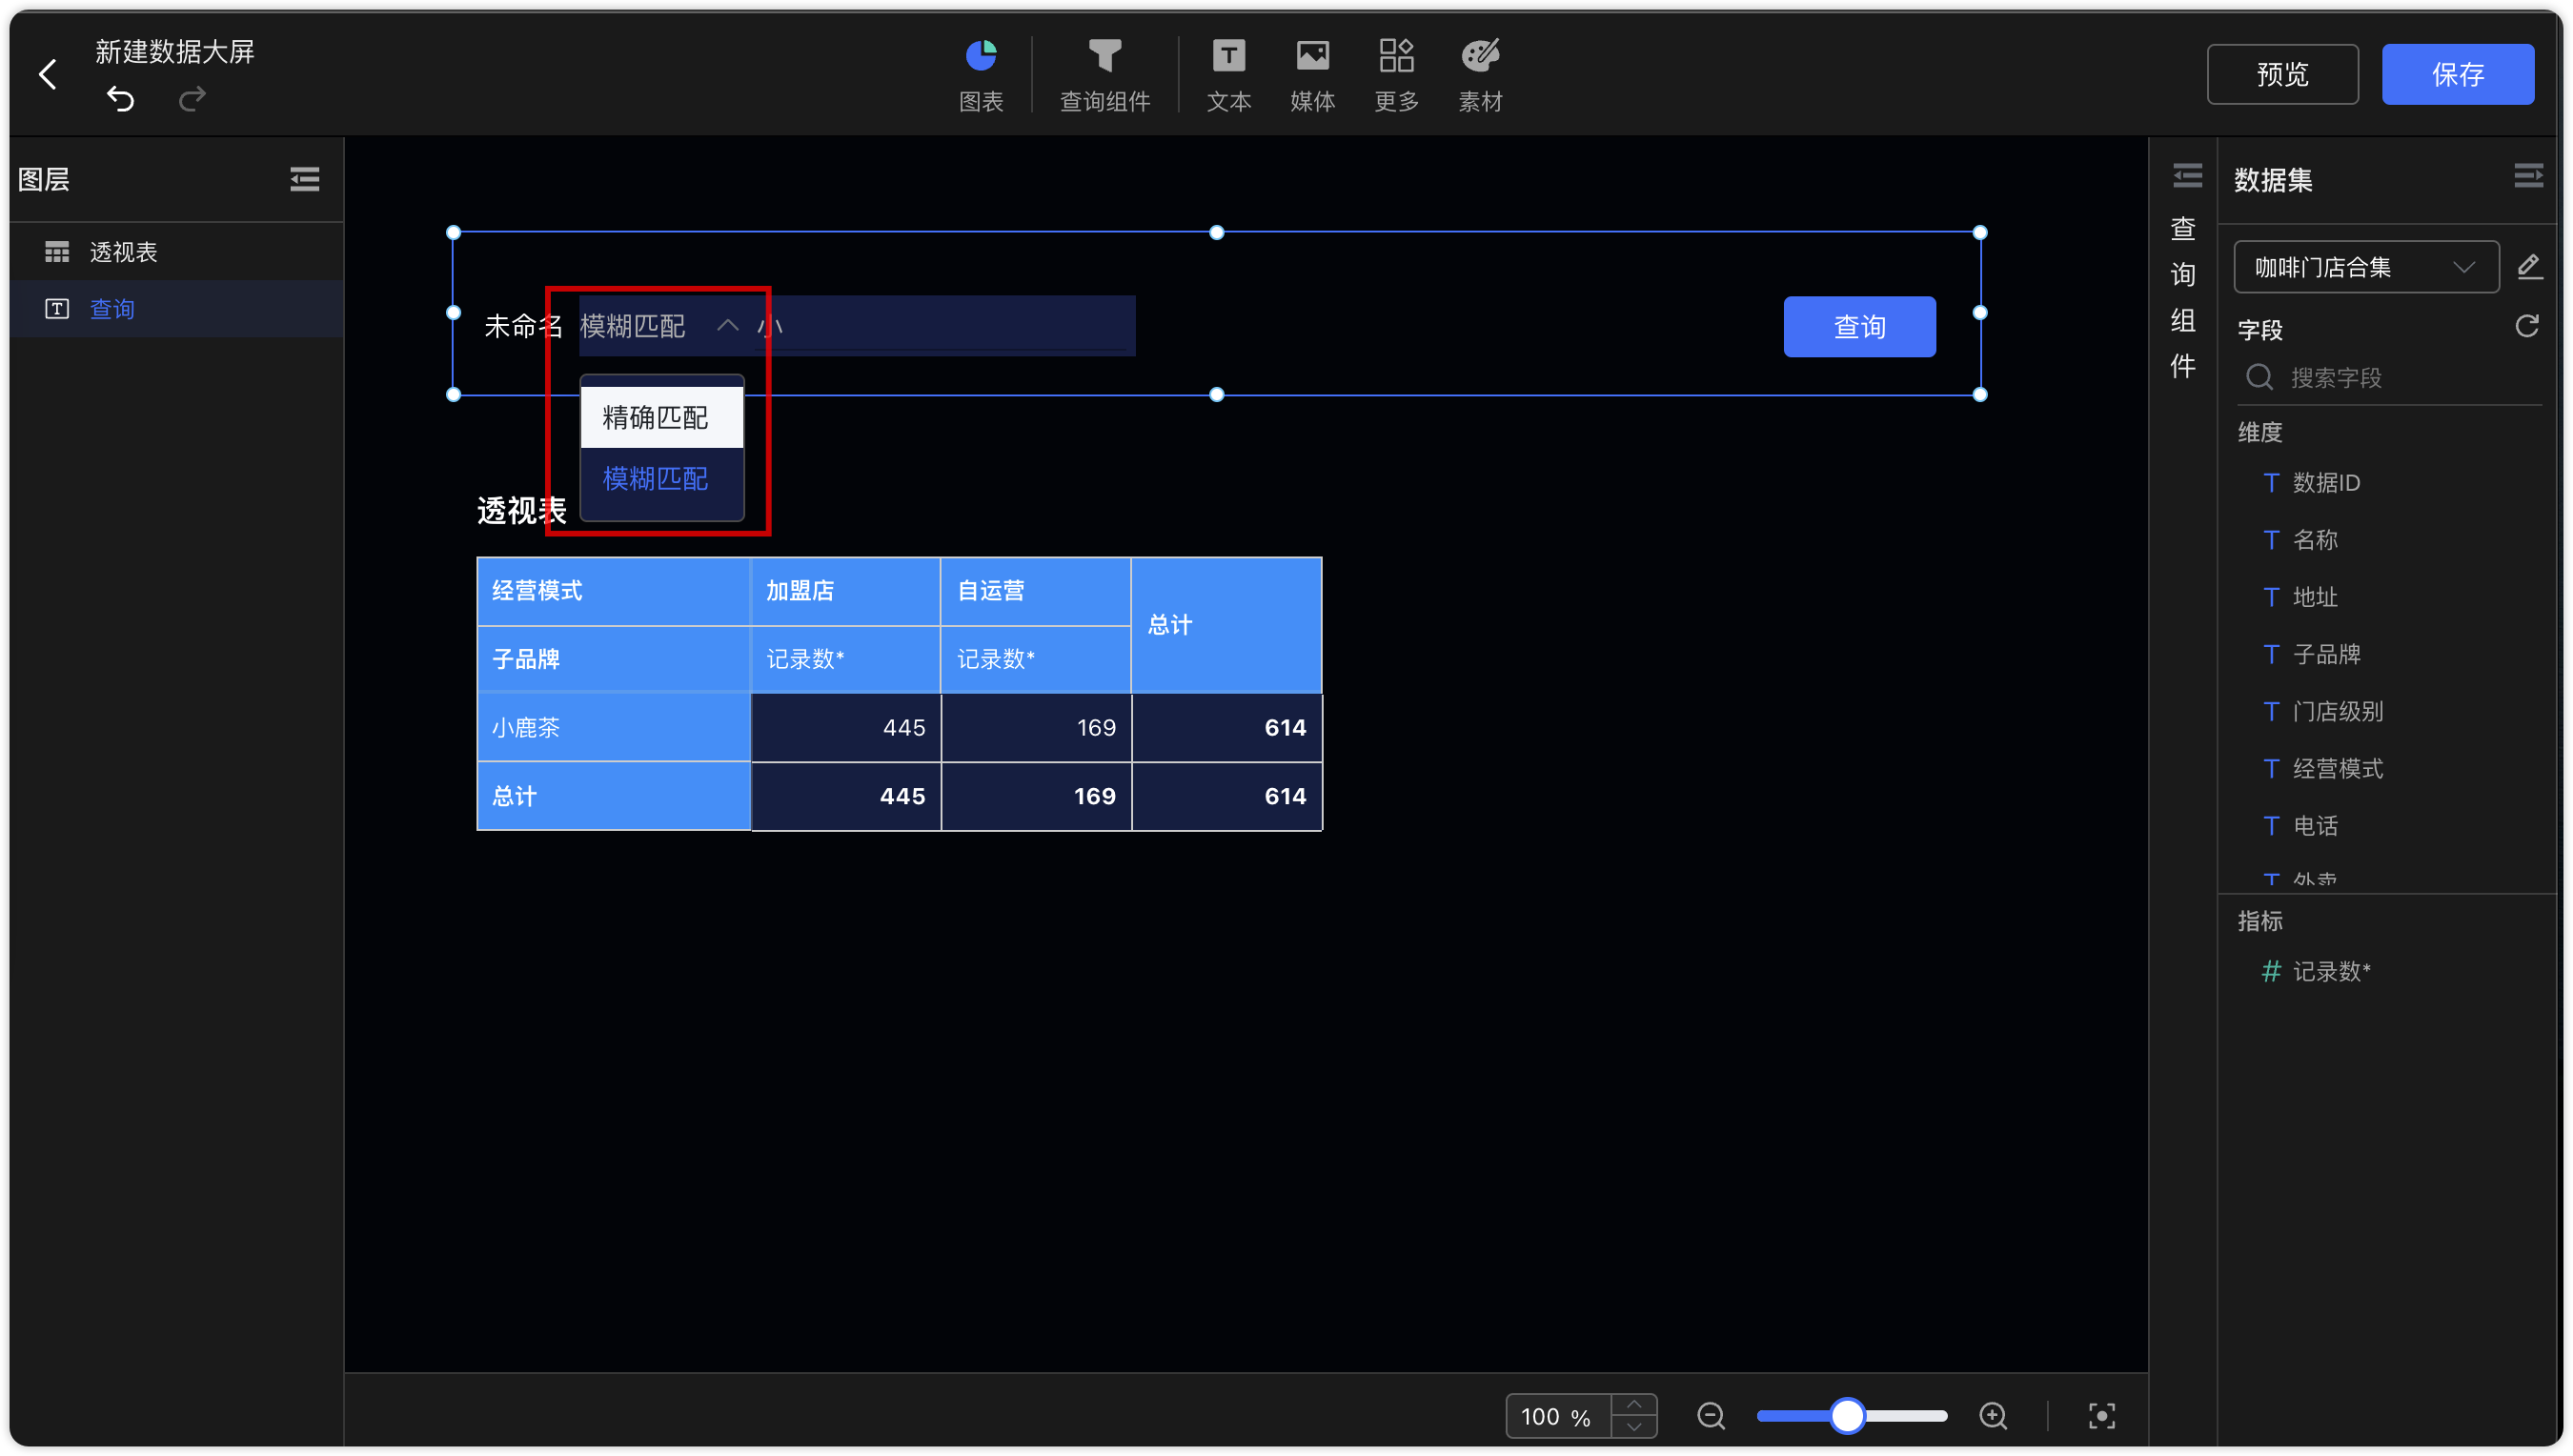 新建数据大屏
图表
查询组件
文本
媒体
更多
素材
预览
保存
图层
透视表
查询
未命名
模糊匹配
小
查询
精确匹配
模糊匹配
透视表
经营模式 加盟店 自运营 总计
子品牌 记录数* 记录数*
小鹿茶 445 169 614
总计 445 169 614
100 %
查询组件
数据集
咖啡门店合集
字段
搜索字段
维度
T 数据ID
T 名称
T 地址
T 子品牌
T 门店级别
T 经营模式
T 电话
T 外卖
指标
# 记录数*